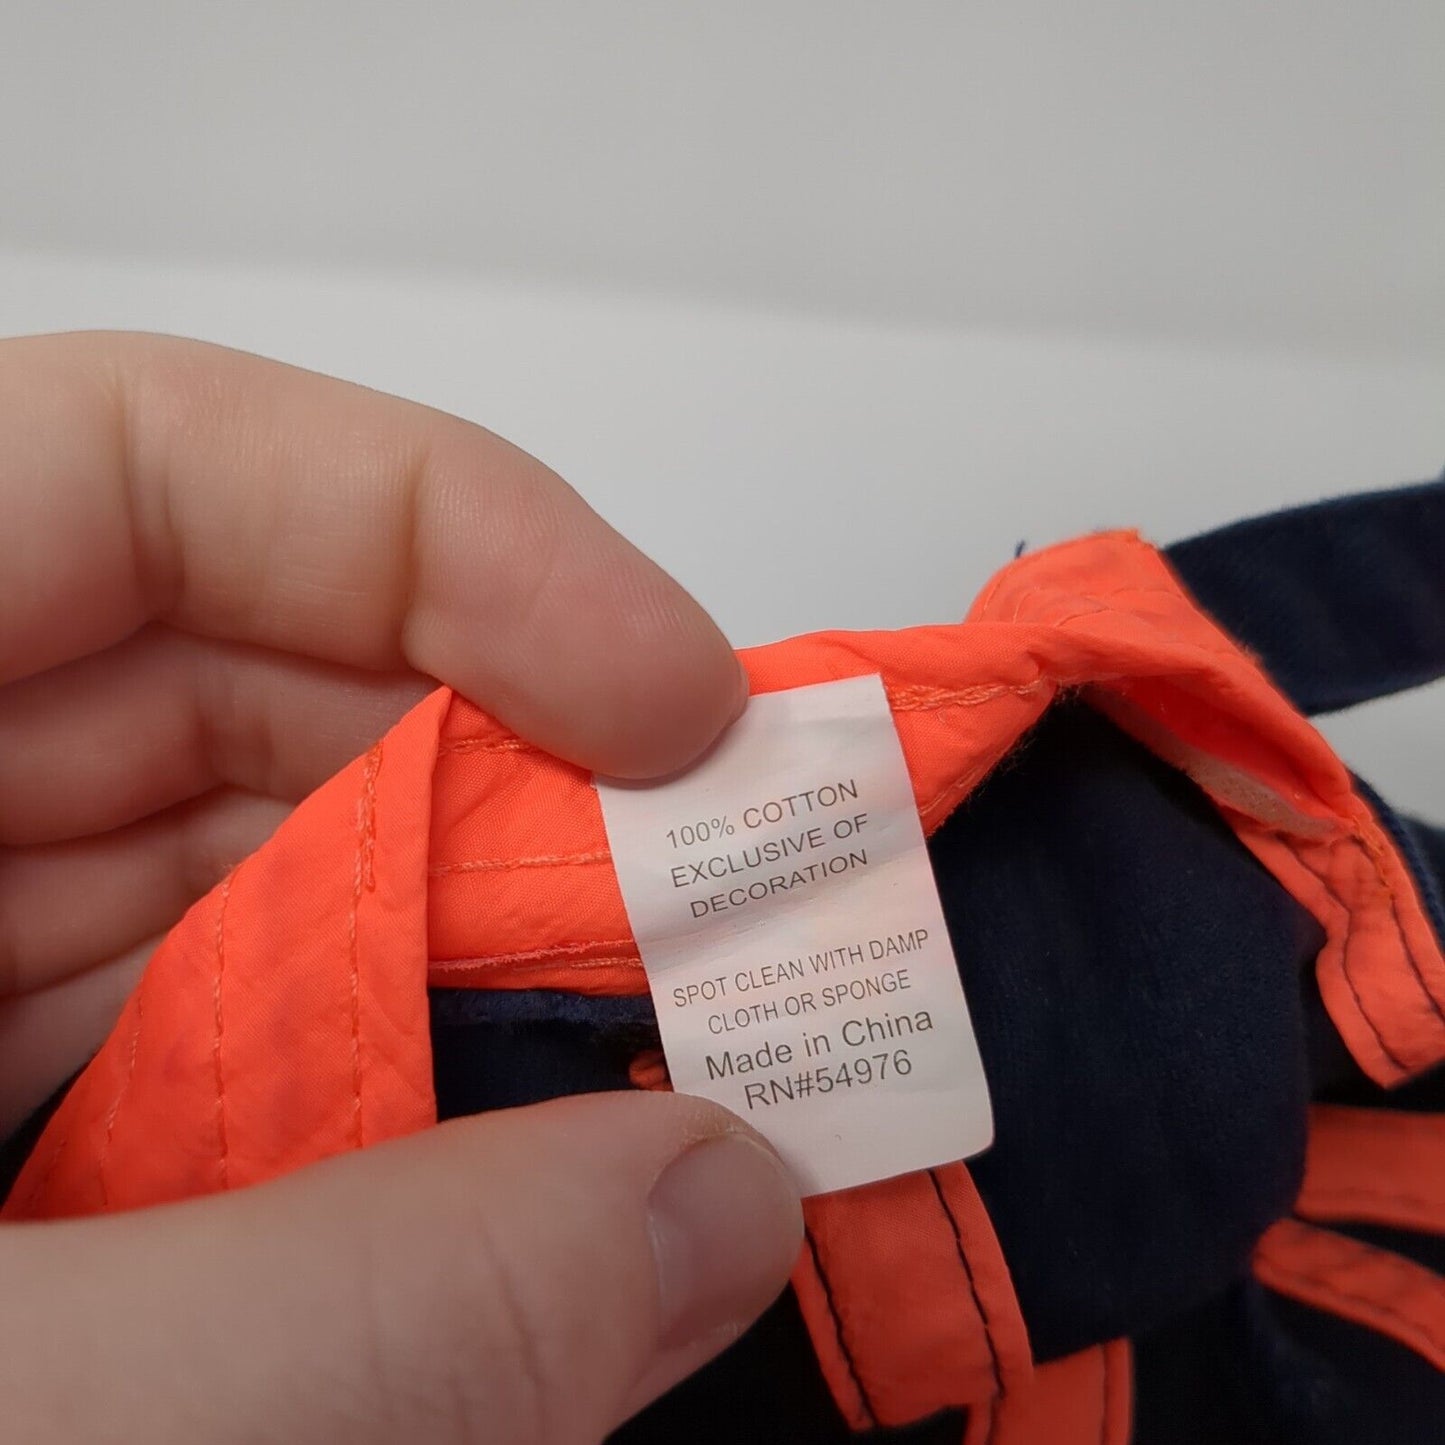 100% COTTON
EXCLUSIVE OF
DECORATION
SPOT CLEAN WITH DAMP
CLOTH OR SPONGE
Made in China
RN#54976